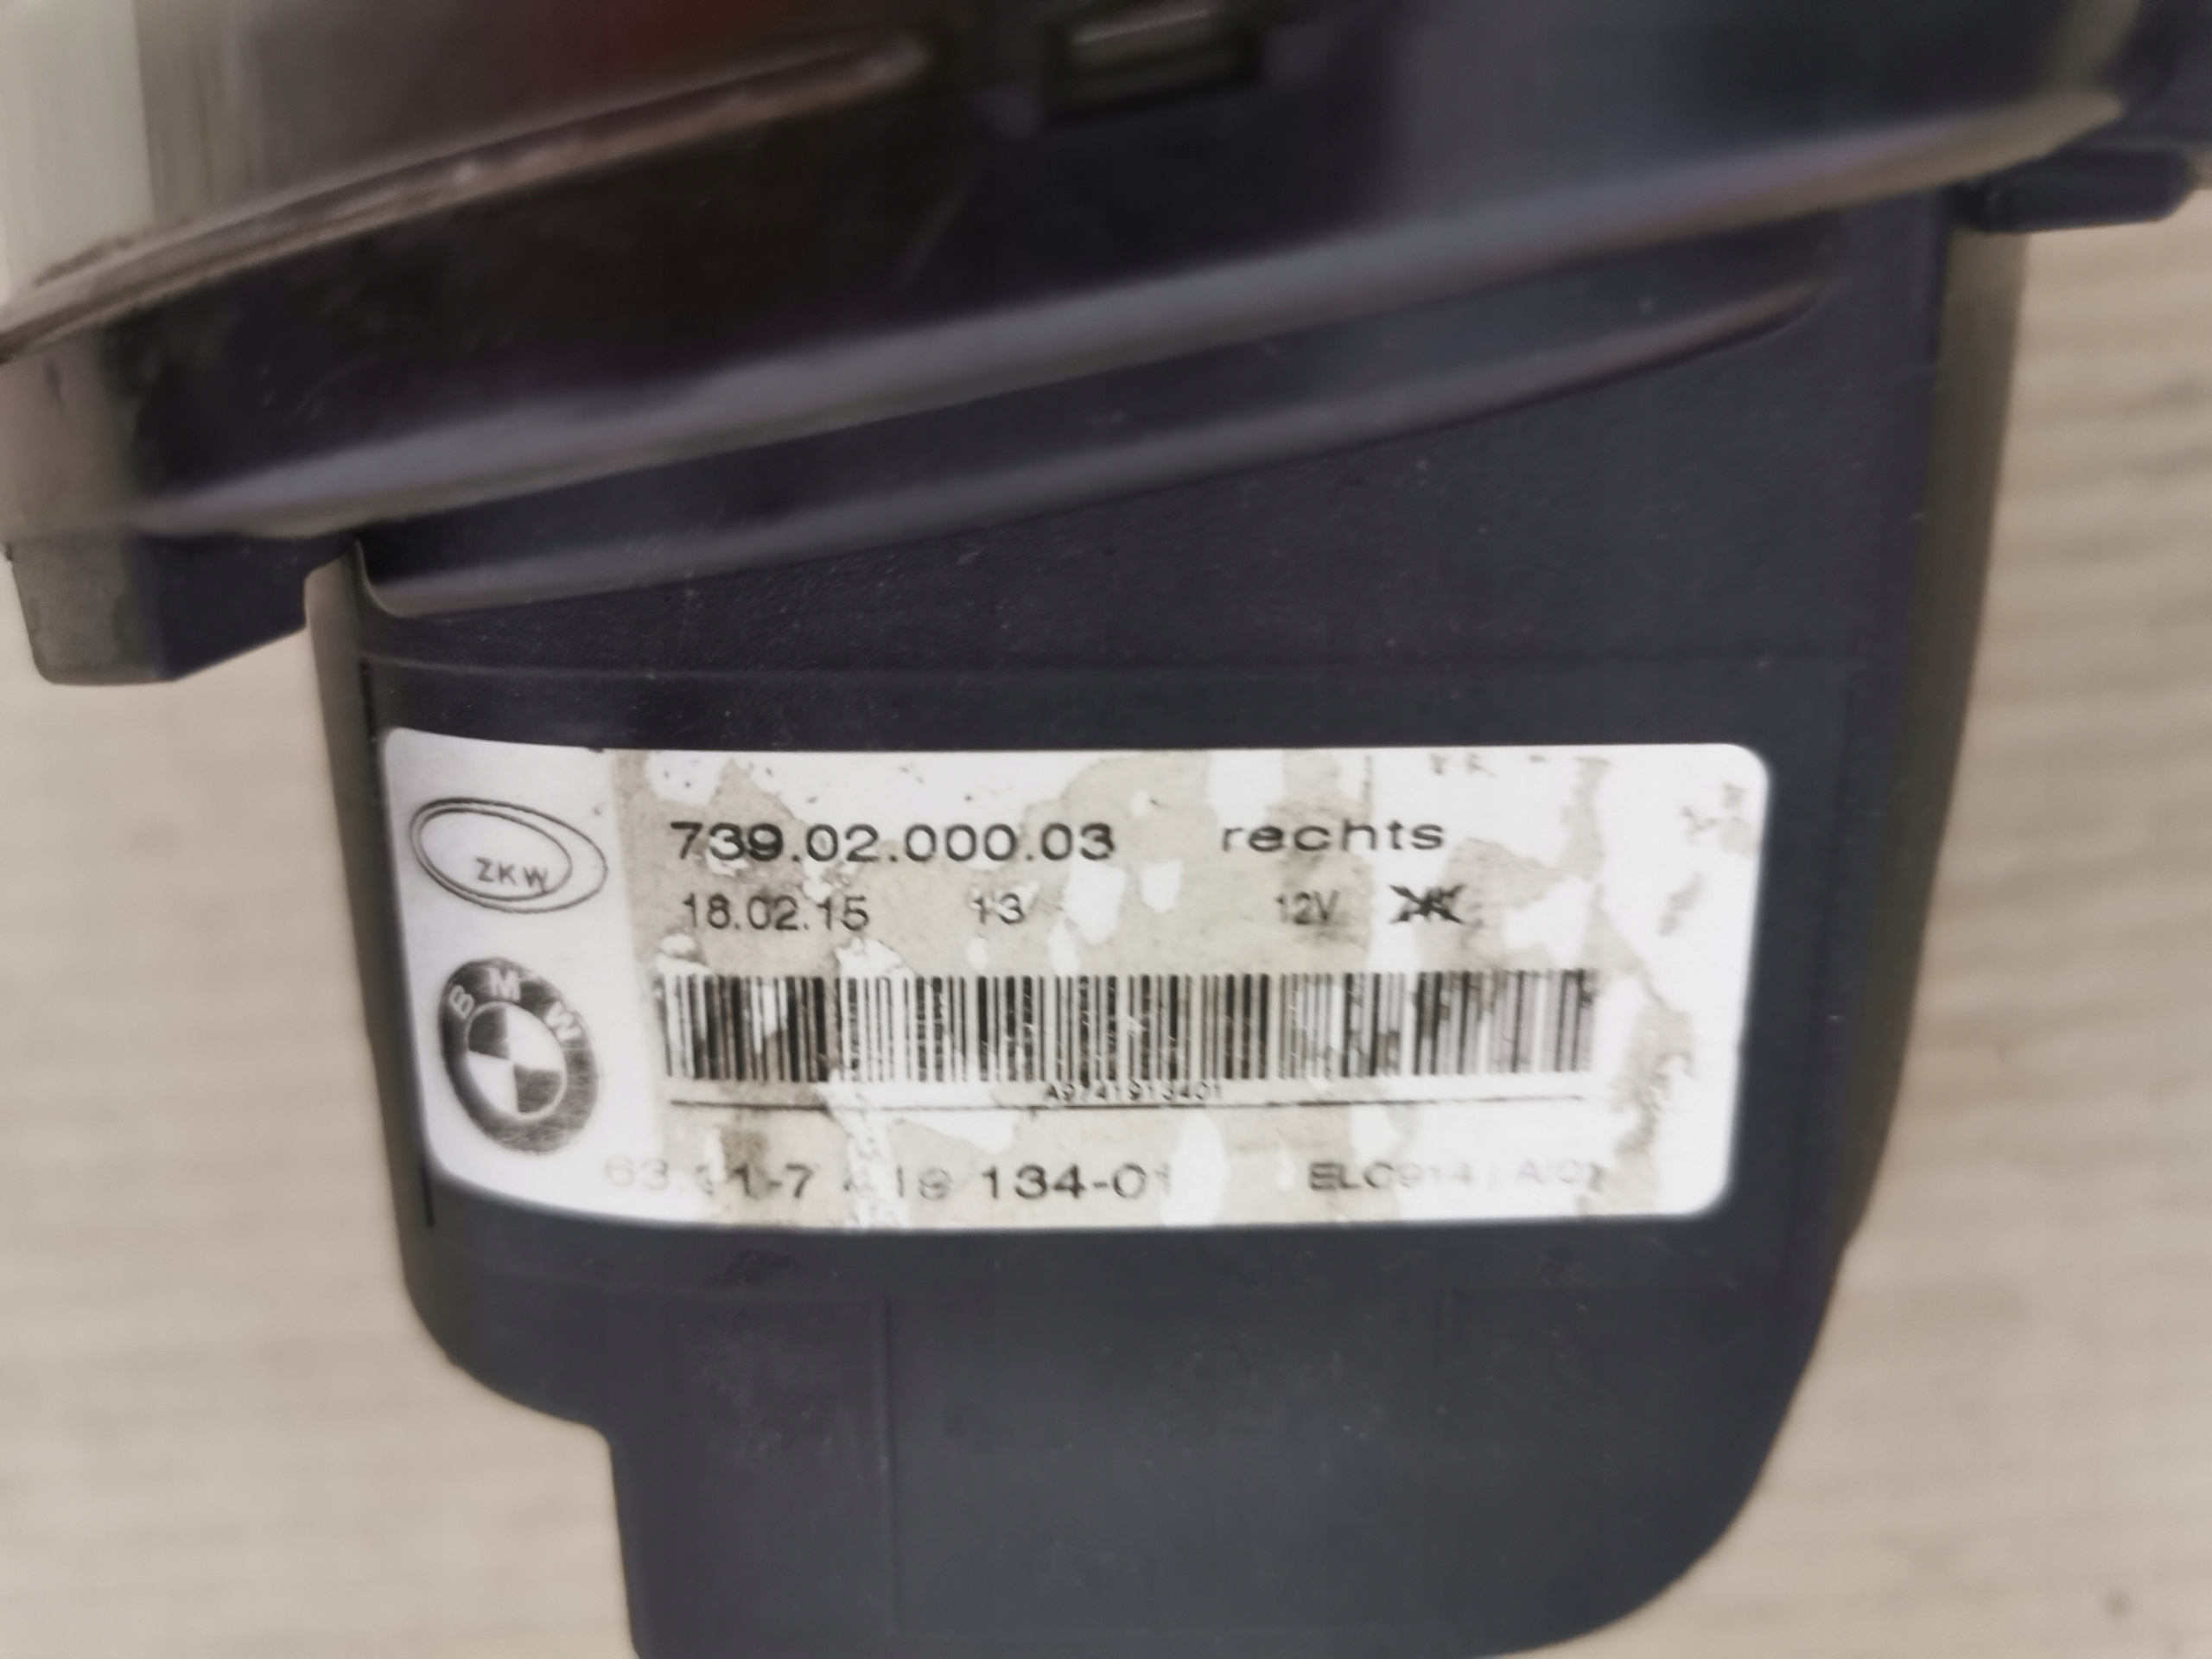 ZKW
739.02.000.03 rechts
18.02.15 13 12V
BMW
A9741913401
134-01